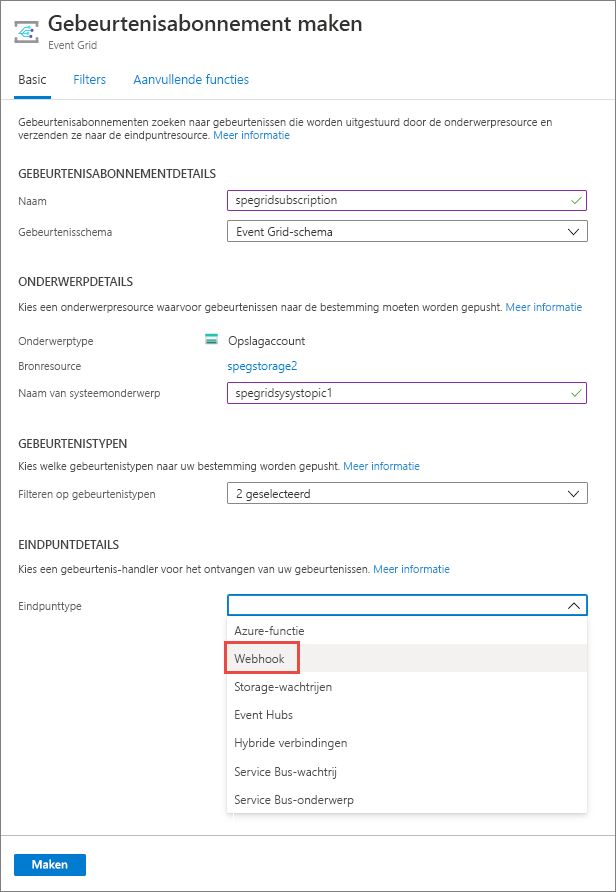 Gebeurtenisabonnement maken
Event Grid
Basic Filters Aanvullende functies
Gebeurtenisabonnementen zoeken naar gebeurtenissen die worden uitgestuurd door de onderwerpresource en
verzenden ze naar de eindpuntresource. Meer informatie
GEBEURTENISABONNEMENTDETAILS
Naam spegridsubscription
Gebeurtenisschema Event Grid-schema
ONDERWERPDETAILS
Kies een onderwerpresource waarvoor gebeurtenissen naar de bestemming moeten worden gepusht. Meer informatie
Onderwerptype Opslagaccount
Bronresource spegstorage2
Naam van systeemonderwerp spegridsysystopic1
GEBEURTENISTYPEN
Kies welke gebeurtenistypen naar uw bestemming worden gepusht. Meer informatie
Filteren op gebeurtenistypen 2 geselecteerd
EINDPUNTDETAILS
Kies een gebeurtenis-handler voor het ontvangen van uw gebeurtenissen. Meer informatie
Eindpunttype
Azure-functie
Webhook
Storage-wachtrijen
Event Hubs
Hybride verbindingen
Service Bus-wachtrij
Service Bus-onderwerp
Maken